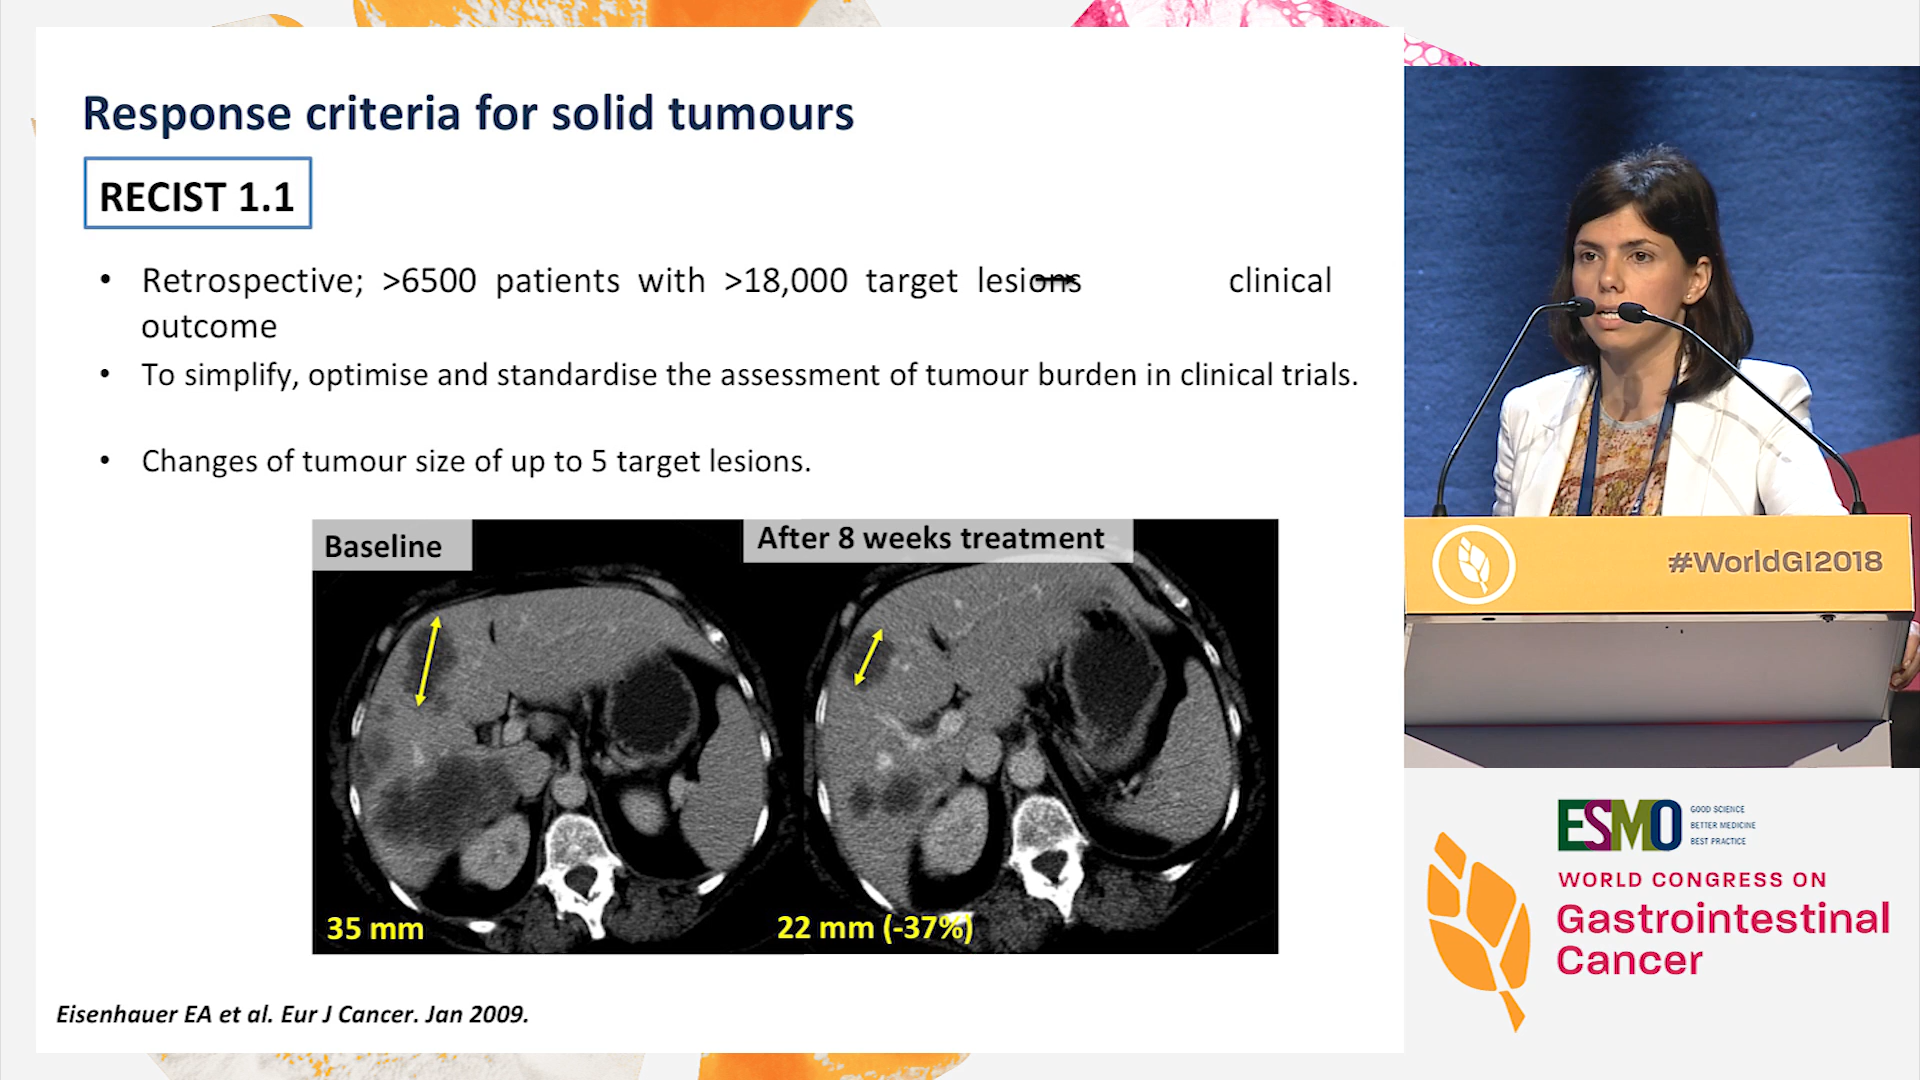 Response criteria for solid tumours
RECIST 1.1
• Retrospective; >6500 patients with >18,000 target lesions → clinical
outcome
• To simplify, optimise and standardise the assessment of tumour burden in clinical trials.
• Changes of tumour size of up to 5 target lesions.
Baseline
After 8 weeks treatment
35 mm
22 mm (-37%)
Eisenhauer EA et al. Eur J Cancer. Jan 2009.
#WorldGI2018
ESMO
GOOD SCIENCE
BETTER MEDICINE
BEST PRACTICE
WORLD CONGRESS ON
Gastrointestinal
Cancer